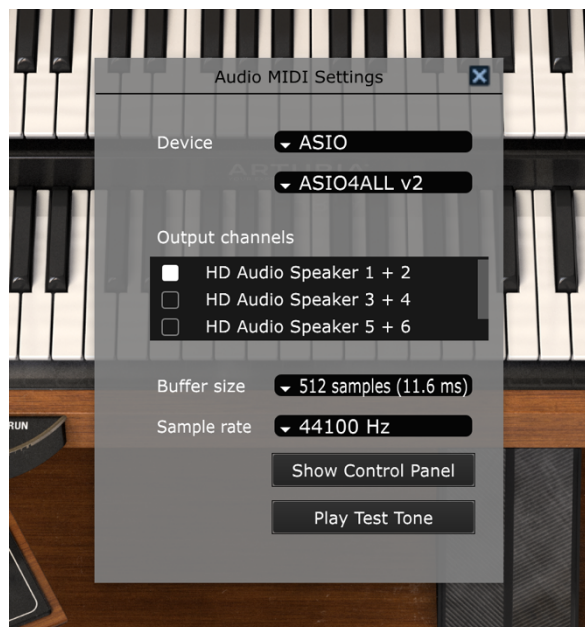 Audio MIDI Settings
Device
ASIO
ARTURIA
ASIO4ALL v2
Output channels
HD Audio Speaker 1 + 2
HD Audio Speaker 3 + 4
HD Audio Speaker 5 + 6
Buffer size
512 samples (11.6 ms)
Sample rate
44100 Hz
RUN
Show Control Panel
Play Test Tone